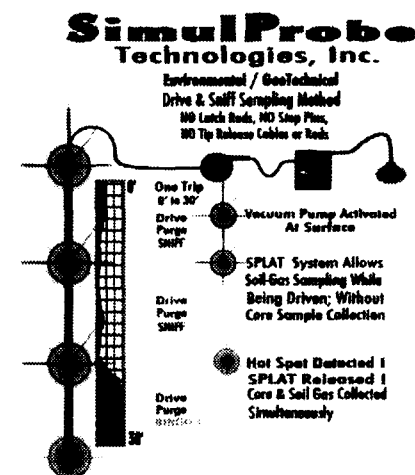 SimulProbe
Technologies, Inc.
Environmental / GeoTechnical
Drive & Sniff Sampling Method
NO Latch Rods, NO Stop Pins,
NO Tip Release Cables or Rods
0'
One Trip
0' to 30'
Drive
Purge
SNIFF
Vacuum Pump Activated
At Surface
SPLAT System Allows
Soil-Gas Sampling While
Being Driven; Without
Core Sample Collection
Drive
Purge
SNIFF
Hot Spot Detected !
SPLAT Released !
Core & Soil Gas Collected
Simultaneously
Drive
Purge
BINGO !
30'